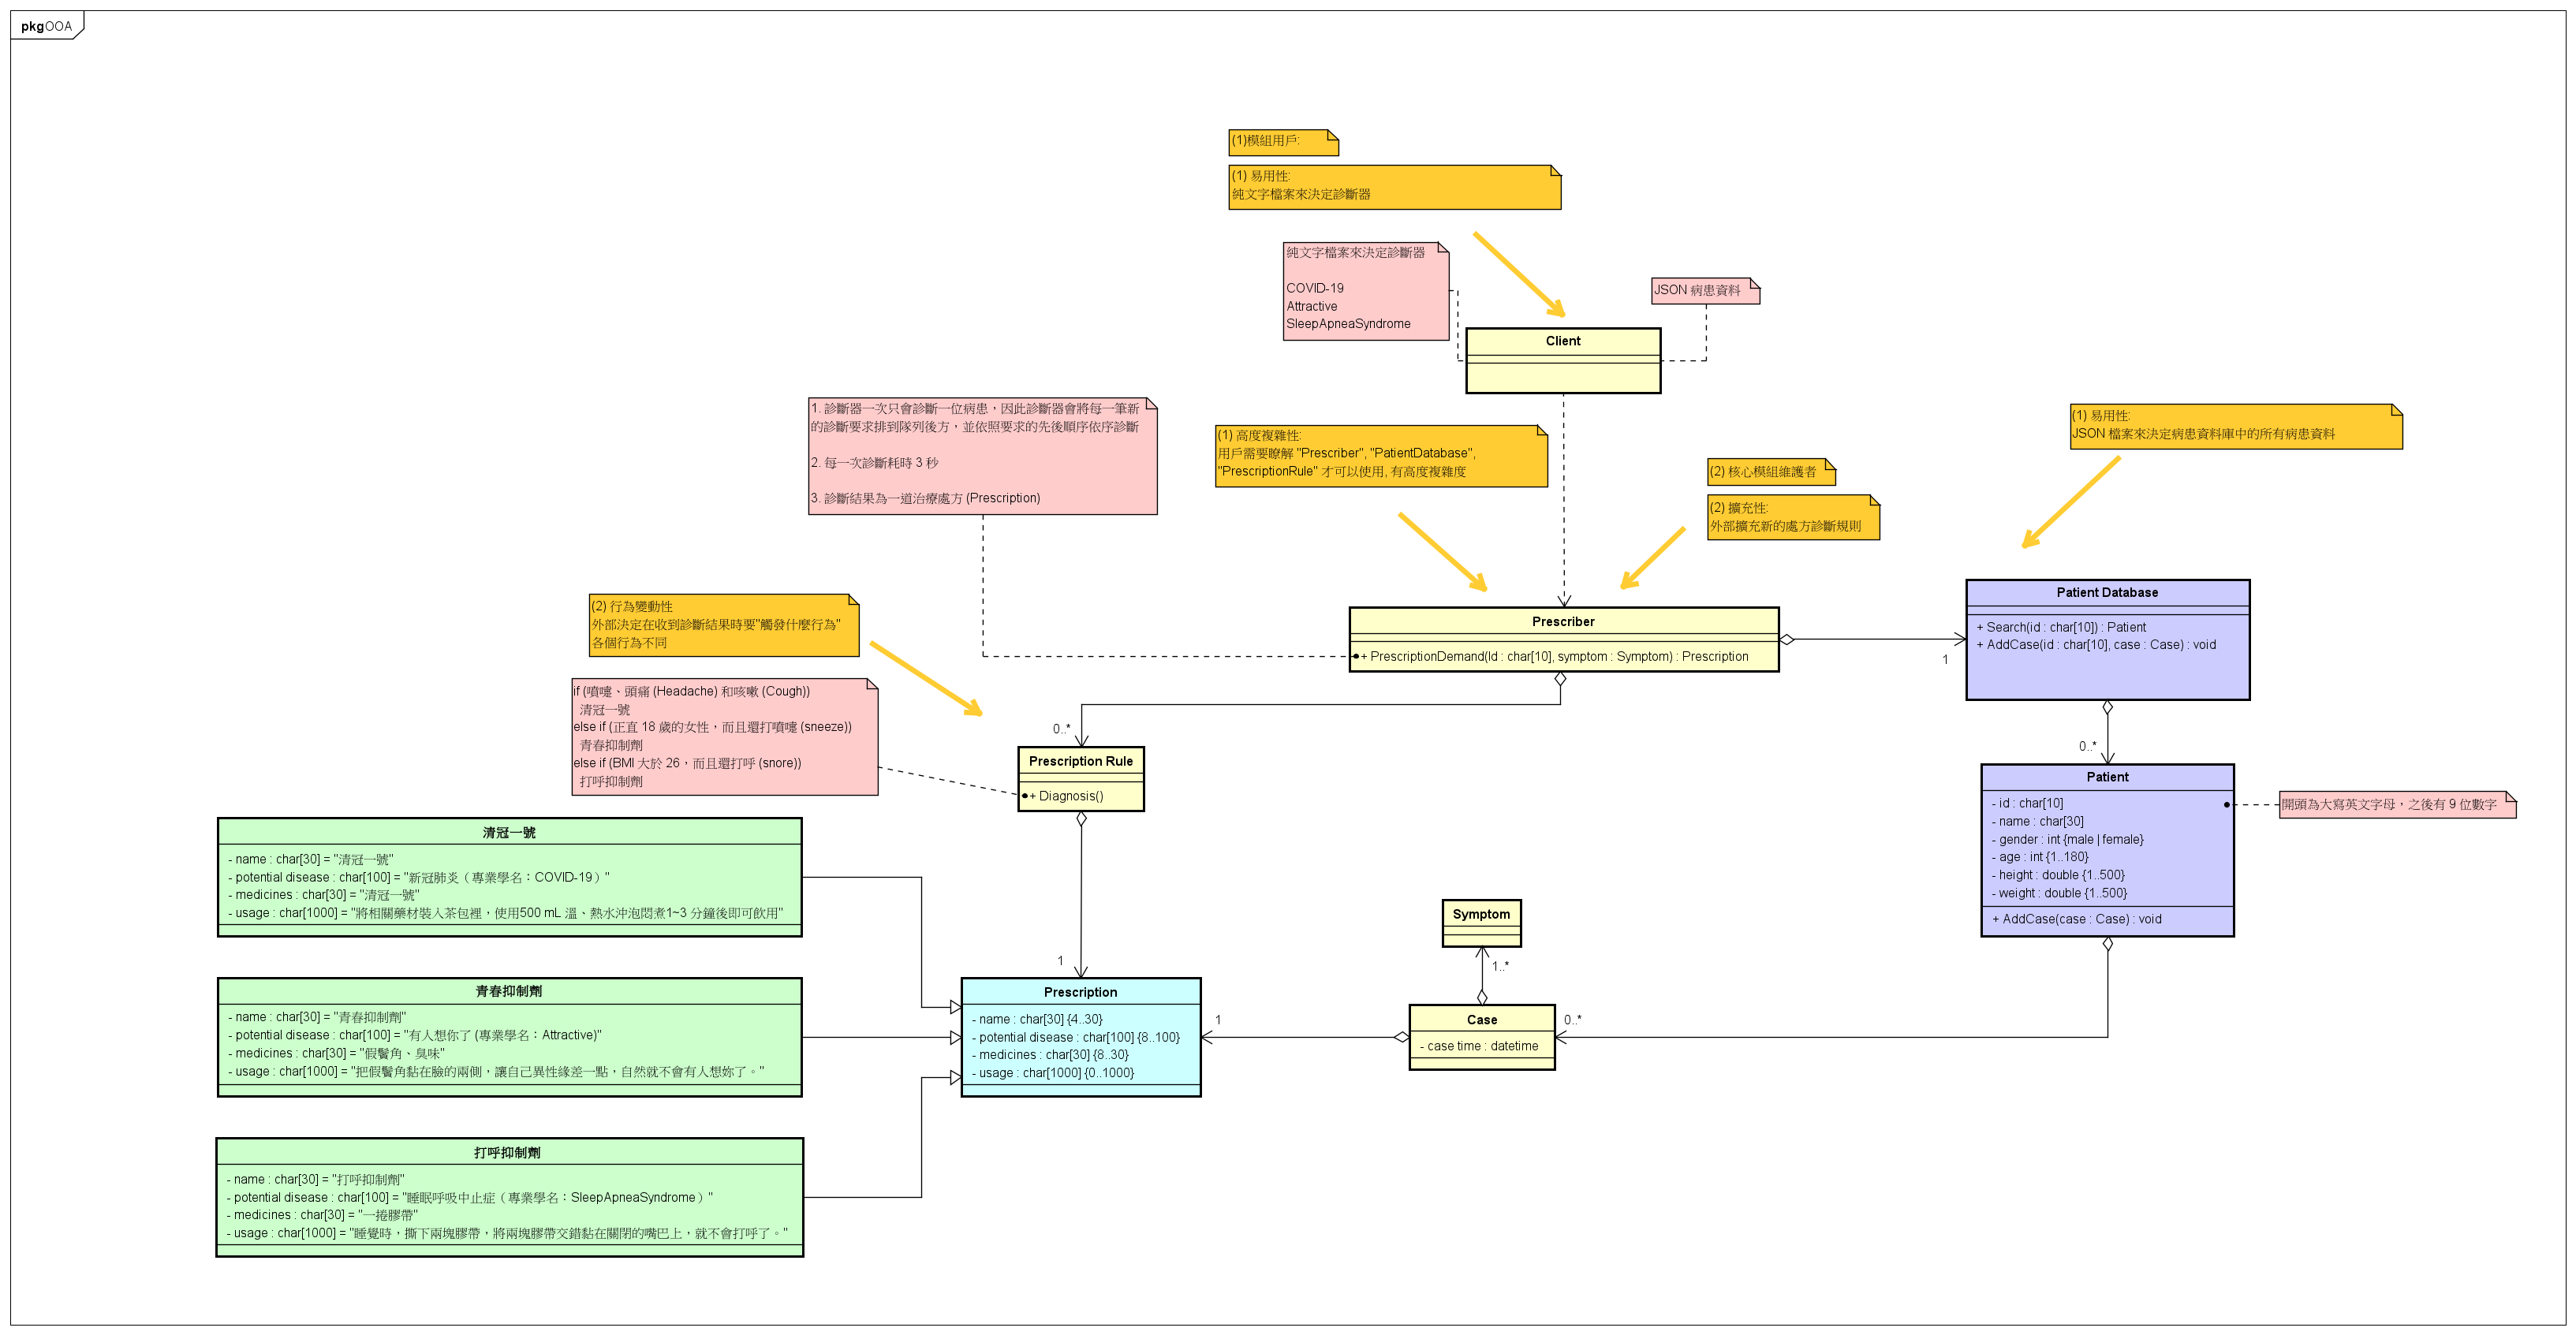 pkg OOA
(1)模組用戶:
(1) 易用性:
純文字檔案來決定診斷器
純文字檔案來決定診斷器
COVID-19
Attractive
SleepApneaSyndrome
JSON 病患資料
Client
1. 診斷器一次只會診斷一位病患，因此診斷器會將每一筆新
的診斷要求排到隊列後方，並依照要求的先後順序依序診斷
2. 每一次診斷耗時 3 秒
3. 診斷結果為一道治療處方 (Prescription)
(1) 高度複雜性:
用戶需要瞭解 "Prescriber", "PatientDatabase",
"PrescriptionRule" 才可以使用, 有高度複雜度
(2) 核心模組維護者
(2) 擴充性:
外部擴充新的處方診斷規則
(1) 易用性:
JSON 檔案來決定病患資料庫中的所有病患資料
(2) 行為變動性
外部決定在收到診斷結果時要"觸發什麼行為"
各個行為不同
Prescriber
+ PrescriptionDemand(Id : char[10], symptom : Symptom) : Prescription
Patient Database
+ Search(id : char[10]) : Patient
+ AddCase(id : char[10], case : Case) : void
1
0..*
if (噴嚏、頭痛 (Headache) 和咳嗽 (Cough))
清冠一號
else if (正直 18 歲的女性，而且還打噴嚏 (sneeze))
青春抑制劑
else if (BMI 大於 26，而且還打呼 (snore))
打呼抑制劑
0..*
Prescription Rule
+ Diagnosis()
Patient
- id : char[10]
- name : char[30]
- gender : int {male | female}
- age : int {1..180}
- height : double {1..500}
- weight : double {1..500}
+ AddCase(case : Case) : void
開頭為大寫英文字母，之後有 9 位數字
清冠一號
- name : char[30] = "清冠一號"
- potential disease : char[100] = "新冠肺炎（專業學名：COVID-19）"
- medicines : char[30] = "清冠一號"
- usage : char[1000] = "將相關藥材裝入茶包裡，使用500 mL 溫、熱水沖泡悶煮1~3 分鐘後即可飲用"
Symptom
1..*
1
青春抑制劑
- name : char[30] = "青春抑制劑"
- potential disease : char[100] = "有人想你了 (專業學名：Attractive)"
- medicines : char[30] = "假鬢角、臭味"
- usage : char[1000] = "把假鬢角黏在臉的兩側，讓自己異性緣差一點，自然就不會有人想妳了。"
Prescription
- name : char[30] {4..30}
- potential disease : char[100] {8..100}
- medicines : char[30] {8..30}
- usage : char[1000] {0..1000}
1
Case
- case time : datetime
0..*
打呼抑制劑
- name : char[30] = "打呼抑制劑"
- potential disease : char[100] = "睡眠呼吸中止症（專業學名：SleepApneaSyndrome）"
- medicines : char[30] = "一捲膠帶"
- usage : char[1000] = "睡覺時，撕下兩塊膠帶，將兩塊膠帶交錯黏在關閉的嘴巴上，就不會打呼了。"